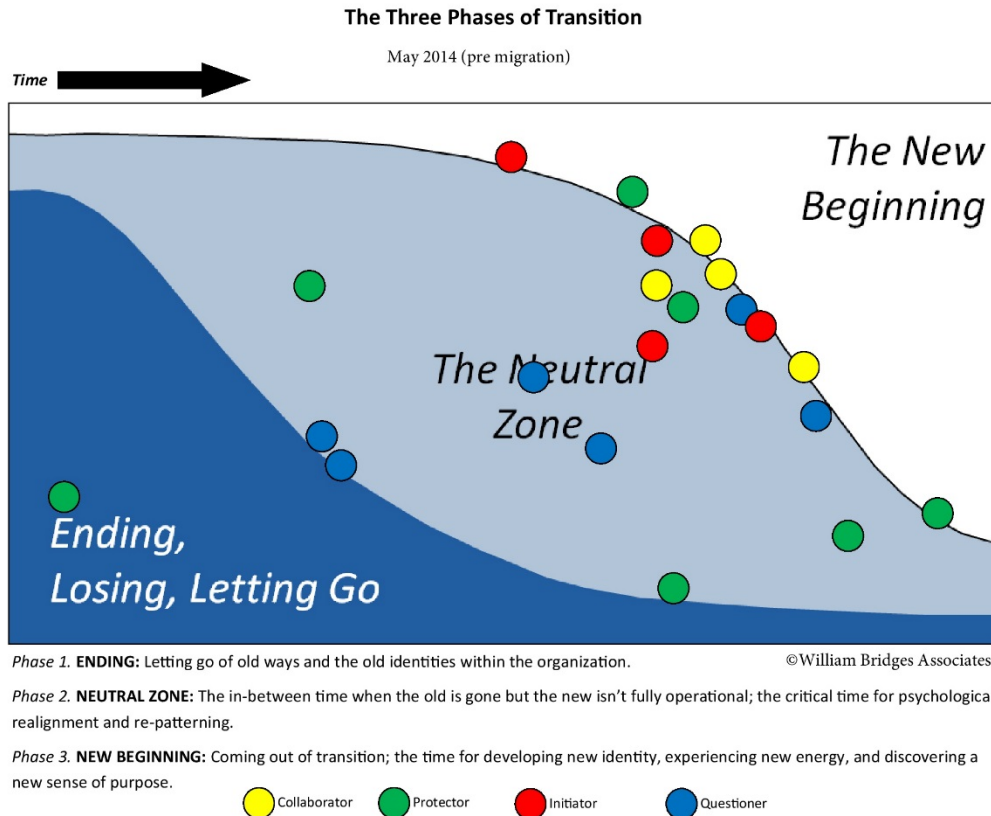 The Three Phases of Transition
May 2014 (pre migration)
Time
The New
Beginning
The Neutral
Zone
Ending,
Losing, Letting Go
Phase 1. ENDING: Letting go of old ways and the old identities within the organization.
©William Bridges Associates
Phase 2. NEUTRAL ZONE: The in-between time when the old is gone but the new isn’t fully operational; the critical time for psychologica
realignment and re-patterning.
Phase 3. NEW BEGINNING: Coming out of transition; the time for developing new identity, experiencing new energy, and discovering a
new sense of purpose.
Collaborator Protector Initiator Questioner